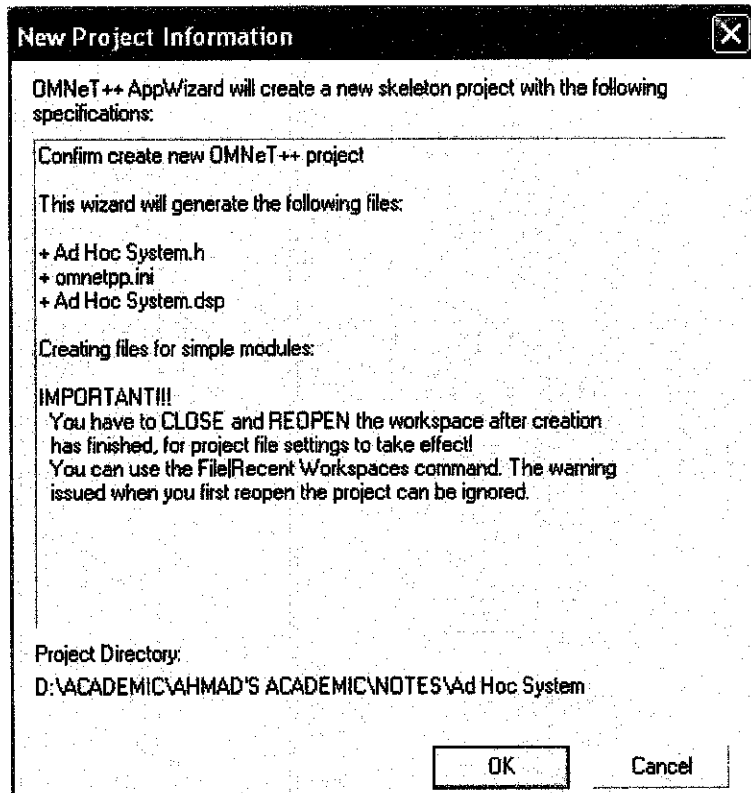 New Project Information
OMNeT++ AppWizard will create a new skeleton project with the following
specifications:
Confirm create new OMNeT++ project
This wizard will generate the following files:
+ Ad Hoc System.h
+ omnetpp.ini
+ Ad Hoc System.dsp
Creating files for simple modules:
IMPORTANT!!!
You have to CLOSE and REOPEN the workspace after creation
has finished, for project file settings to take effect!
You can use the File|Recent Workspaces command. The warning
issued when you first reopen the project can be ignored.
Project Directory:
D:\ACADEMIC\AHMAD'S ACADEMIC\NOTES\Ad Hoc System
OK Cancel